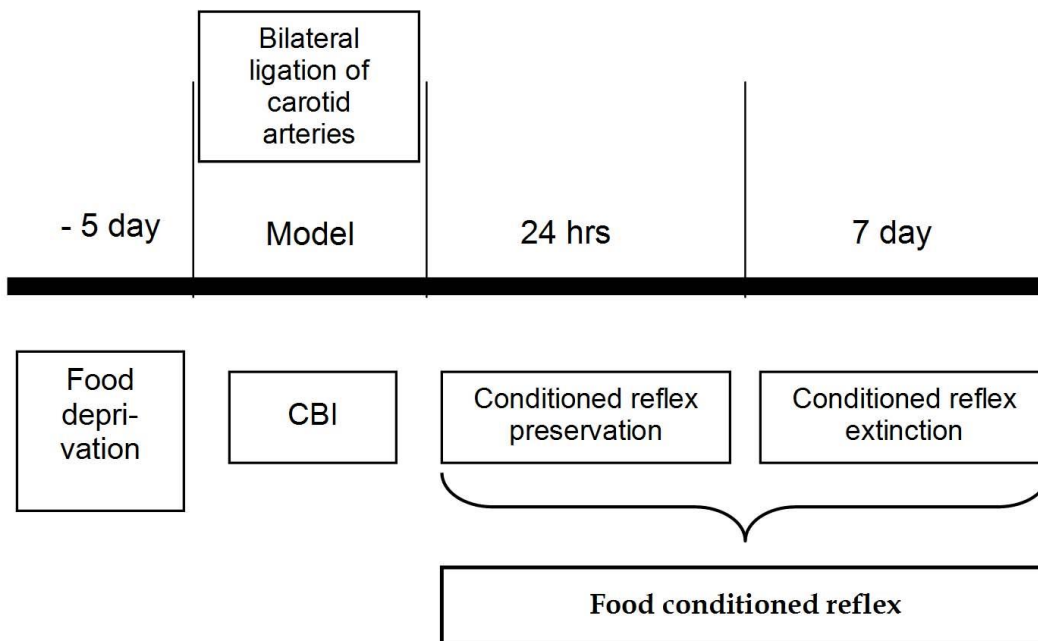 Bilateral
ligation of
carotid
arteries
- 5 day
Model
24 hrs
7 day
Food
depri-
vation
CBI
Conditioned reflex
preservation
Conditioned reflex
extinction
Food conditioned reflex